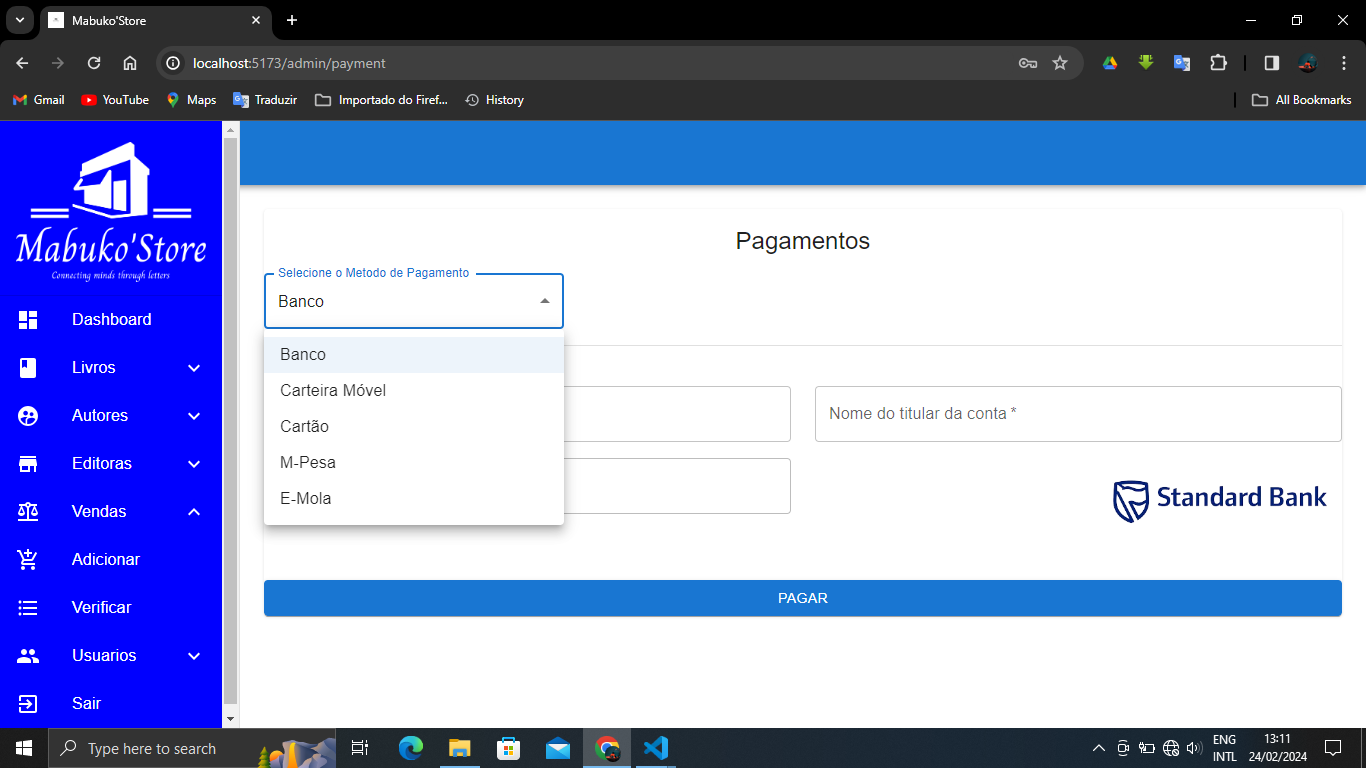 Mabuko'Store
localhost:5173/admin/payment
Gmail
YouTube
Maps
Traduzir
Importado do Firef...
History
All Bookmarks
Mabuko'Store
Connecting minds through letters
Dashboard
Livros
Autores
Editoras
Vendas
Adicionar
Verificar
Usuarios
Sair
Pagamentos
Selecione o Metodo de Pagamento
Banco
Banco
Carteira Móvel
Cartão
M-Pesa
E-Mola
Nome do titular da conta *
Standard Bank
PAGAR
Type here to search
ENG
INTL
13:11
24/02/2024